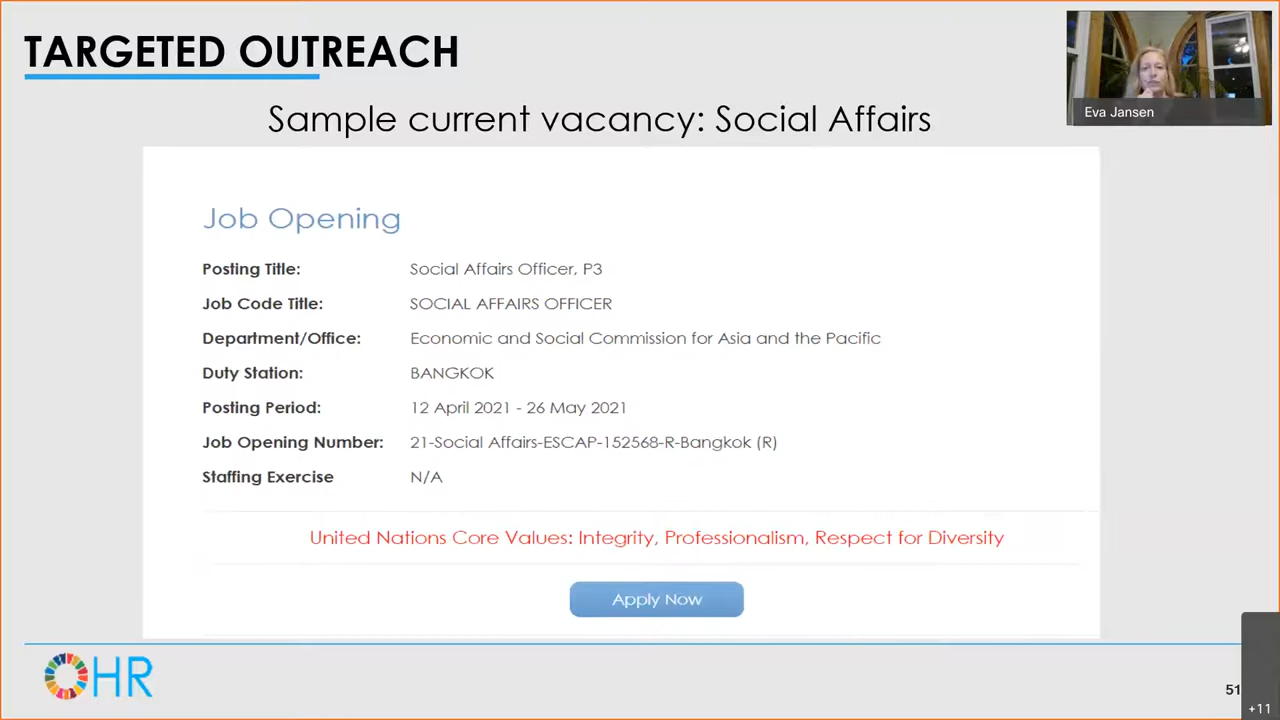 TARGETED OUTREACH
Eva Jansen
Sample current vacancy: Social Affairs
Job Opening
Posting Title: Social Affairs Officer, P3
Job Code Title: SOCIAL AFFAIRS OFFICER
Department/Office: Economic and Social Commission for Asia and the Pacific
Duty Station: BANGKOK
Posting Period: 12 April 2021 - 26 May 2021
Job Opening Number: 21-Social Affairs-ESCAP-152568-R-Bangkok (R)
Staffing Exercise N/A
United Nations Core Values: Integrity, Professionalism, Respect for Diversity
Apply Now
OHR
51
+11